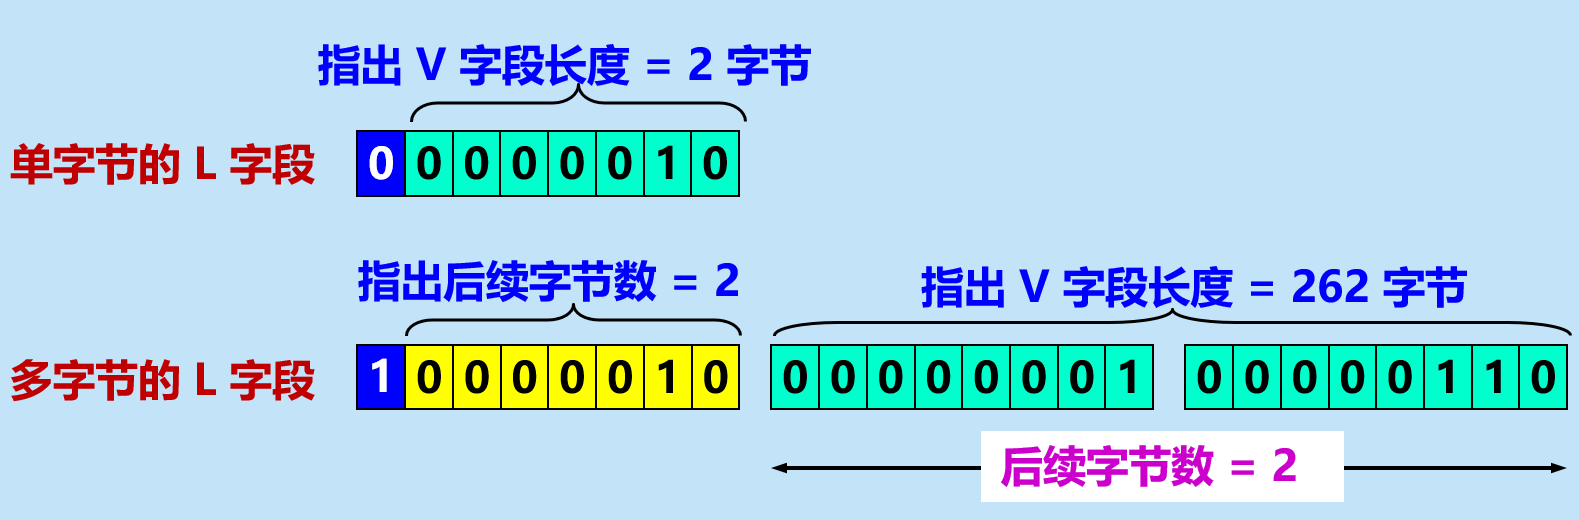 指出 V 字段长度 = 2 字节
单字节的 L 字段 0 0 0 0 0 0 1 0
指出后续字节数 = 2 指出 V 字段长度 = 262 字节
多字节的 L 字段 1 0 0 0 0 0 1 0 0 0 0 0 0 0 0 1 0 0 0 0 0 1 1 0
后续字节数 = 2